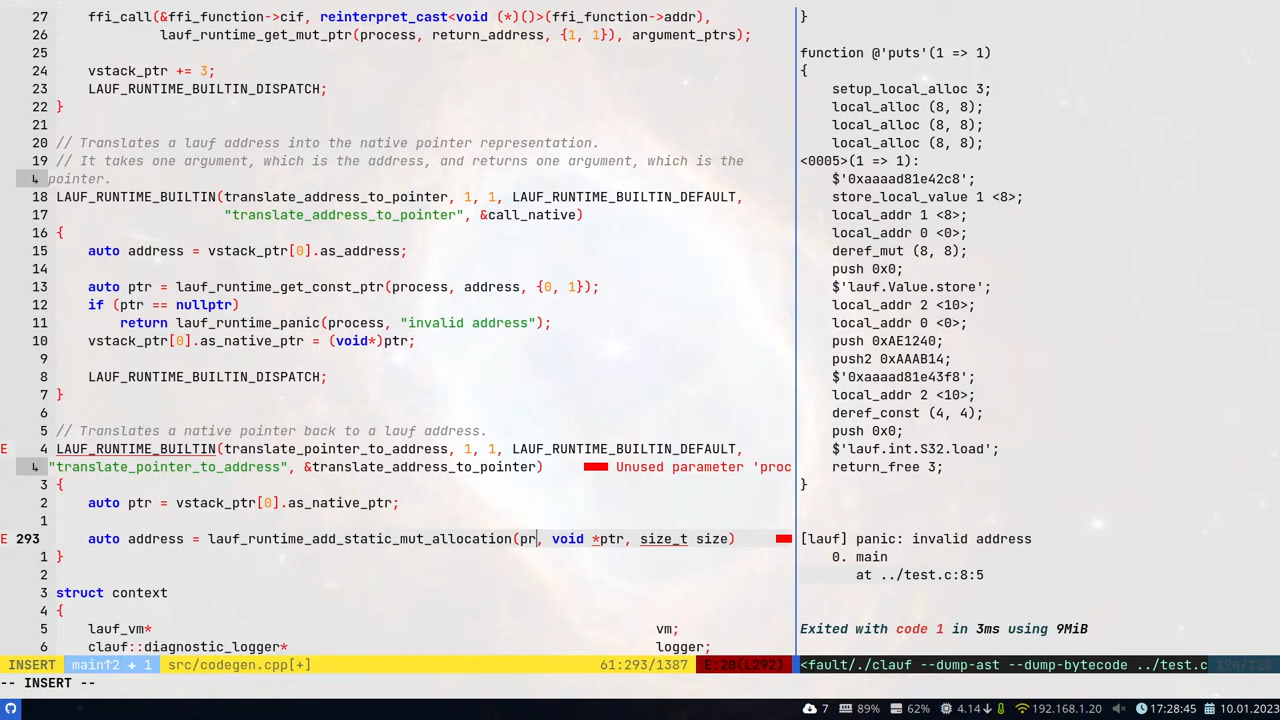 27      ffi_call(&ffi_function->cif, reinterpret_cast<void (*)()>(ffi_function->addr),
26               lauf_runtime_get_mut_ptr(process, return_address, {1, 1}), argument_ptrs);
25
24      vstack_ptr += 3;
23      LAUF_RUNTIME_BUILTIN_DISPATCH;
22  }
21
20  // Translates a lauf address into the native pointer representation.
19  // It takes one argument, which is the address, and returns one argument, which is the
↳ pointer.
18  LAUF_RUNTIME_BUILTIN(translate_address_to_pointer, 1, 1, LAUF_RUNTIME_BUILTIN_DEFAULT,
17                       "translate_address_to_pointer", &call_native)
16  {
15      auto address = vstack_ptr[0].as_address;
14
13      auto ptr = lauf_runtime_get_const_ptr(process, address, {0, 1});
12      if (ptr == nullptr)
11          return lauf_runtime_panic(process, "invalid address");
10      vstack_ptr[0].as_native_ptr = (void*)ptr;
9
8      LAUF_RUNTIME_BUILTIN_DISPATCH;
7  }
6
5  // Translates a native pointer back to a lauf address.
E 4  LAUF_RUNTIME_BUILTIN(translate_pointer_to_address, 1, 1, LAUF_RUNTIME_BUILTIN_DEFAULT,
↳ "translate_pointer_to_address", &translate_address_to_pointer)     Unused parameter 'proc
3  {
2      auto ptr = vstack_ptr[0].as_native_ptr;
1
E 293      auto address = lauf_runtime_add_static_mut_allocation(pr, void *ptr, size_t size)
1  }
2
3  struct context
4  {
5      lauf_vm*                                                           vm;
6      clauf::diagnostic_logger*                                          logger;
INSERT main↑2 + 1 src/codegen.cpp[+] 61:293/1387 E:20(L292)
-- INSERT --
}

function @'puts'(1 => 1)
{
    setup_local_alloc 3;
    local_alloc (8, 8);
    local_alloc (8, 8);
    local_alloc (8, 8);
<0005>(1 => 1):
    $'0xaaaad81e42c8';
    store_local_value 1 <8>;
    local_addr 1 <8>;
    local_addr 0 <0>;
    deref_mut (8, 8);
    push 0x0;
    $'lauf.Value.store';
    local_addr 2 <10>;
    local_addr 0 <0>;
    push 0xAE1240;
    push2 0xAAAB14;
    $'0xaaaad81e43f8';
    local_addr 2 <10>;
    deref_const (4, 4);
    push 0x0;
    $'lauf.int.S32.load';
    return_free 3;
}

[lauf] panic: invalid address
    0. main
       at ../test.c:8:5

Exited with code 1 in 3ms using 9MiB
<fault/./clauf --dump-ast --dump-bytecode ../test.c 124/128
7 89% 62% 4.14 192.168.1.20 17:28:45 10.01.2023